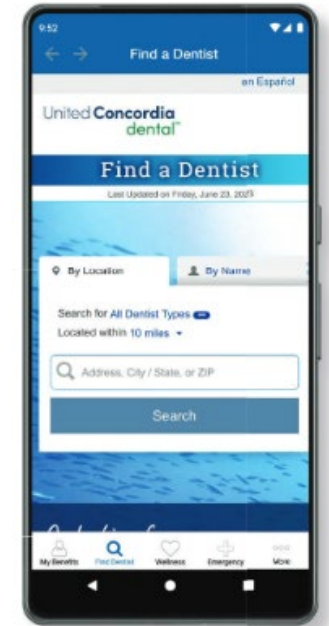 9:52
Find a Dentist
en Español
United Concordia
dental
Find a Dentist
Last Updated on Friday, June 23, 2023
By Location
By Name
Search for All Dentist Types
Located within 10 miles
Address, City / State, or ZIP
Search
My Benefits
Find Dentist
Wellness
Emergency
More